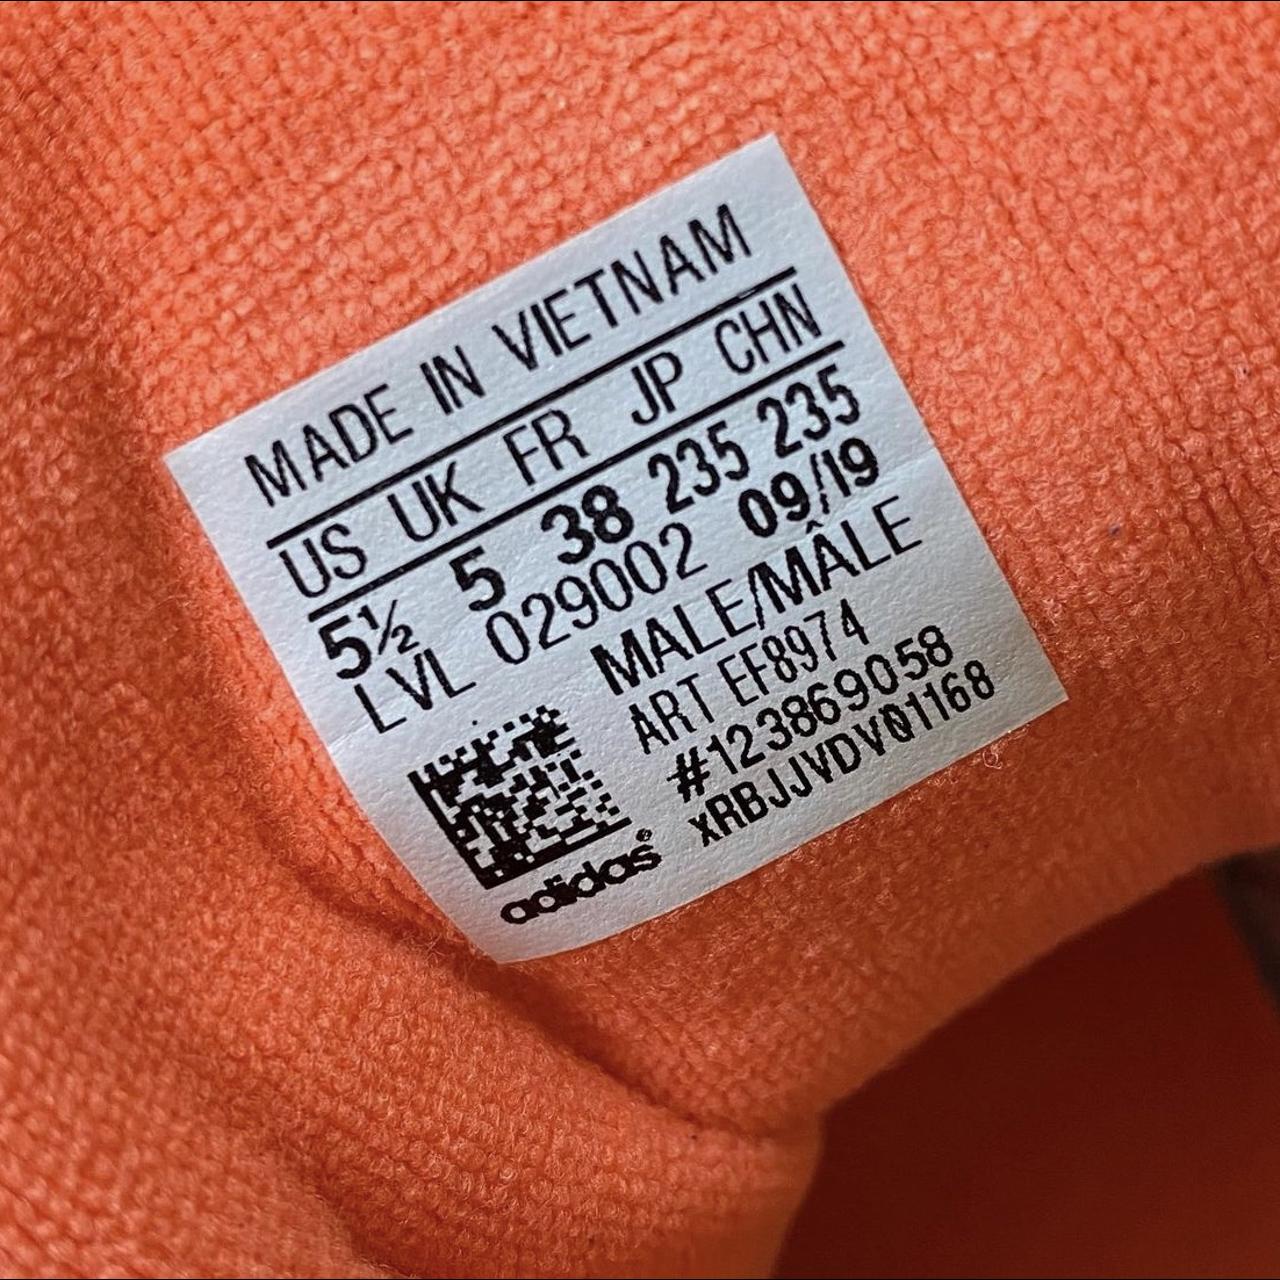 MADE IN VIETNAM
US UK FR JP CHN
5½ 5 38 235 235
LVL 029002 09/19
MALE/MÂLE
ART EF8974
#123869058
xRBJJVDV01168
adidas®